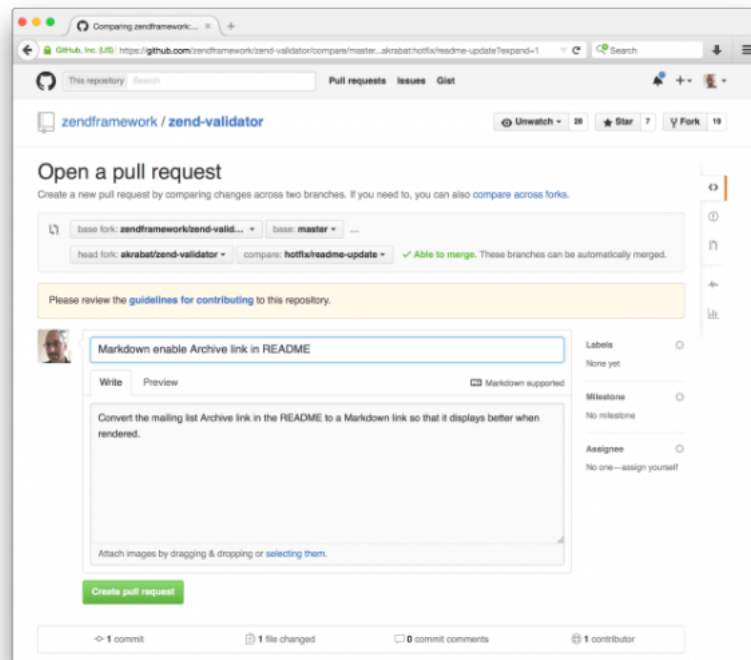 Comparing zendframework:...
GitHub, Inc. (US) https://github.com/zendframework/zend-validator/compare/master...akrabat:hotfix/readme-update?expand=1
Search
This repository Search
Pull requests Issues Gist
zendframework / zend-validator
Unwatch 28 Star 7 Fork 19
Open a pull request
Create a new pull request by comparing changes across two branches. If you need to, you can also compare across forks.
base fork: zendframework/zend-valid... base: master ...
head fork: akrabat/zend-validator compare: hotfix/readme-update ✓ Able to merge. These branches can be automatically merged.
Please review the guidelines for contributing to this repository.
Markdown enable Archive link in README
Write Preview Markdown supported
Convert the mailing list Archive link in the README to a Markdown link so that it displays better when
rendered.
Attach images by dragging & dropping or selecting them.
Create pull request
Labels
None yet
Milestone
No milestone
Assignee
No one—assign yourself
1 commit 1 file changed 0 commit comments 1 contributor